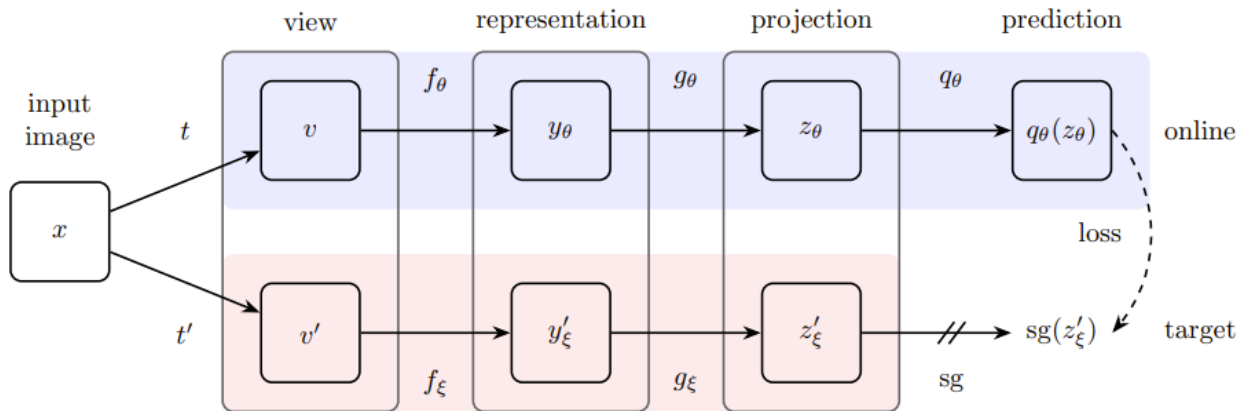 view representation projection prediction
input
image
t
f_θ g_θ q_θ
v y_θ z_θ q_θ(z_θ) online
x
loss
t′
v′ y′_ξ z′_ξ sg(z′_ξ) target
f_ξ g_ξ sg